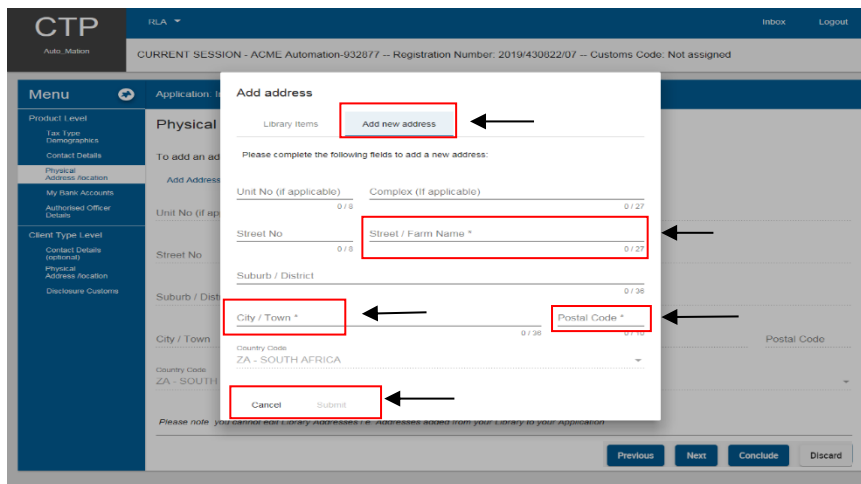 CTP
Auto_Mation
RLA
Inbox
Logout
CURRENT SESSION - ACME Automation-932877 -- Registration Number: 2019/430822/07 -- Customs Code: Not assigned
Menu
Product Level
Tax Type
Demographics
Contact Details
Physical
Address /location
My Bank Accounts
Authorised Officer
Details
Client Type Level
Contact Details
(optional)
Physical
Address /location
Disclosure Customs
Application:
Physical
To add an ad
Add Address
Unit No (if ap
Street No
Suburb / Dist
City / Town
Postal Code
Country Code
ZA - SOUTH
Please note you cannot edit Library Addresses i.e. Addresses added from your Library to your Application
Previous
Next
Conclude
Discard
Add address
Library Items
Add new address
Please complete the following fields to add a new address:
Unit No (if applicable)
Complex (If applicable)
0 / 8
0 / 27
Street No
Street / Farm Name *
0 / 8
0 / 27
Suburb / District
0 / 36
City / Town *
Postal Code *
0 / 36
0 / 10
Country Code
ZA - SOUTH AFRICA
Cancel
Submit